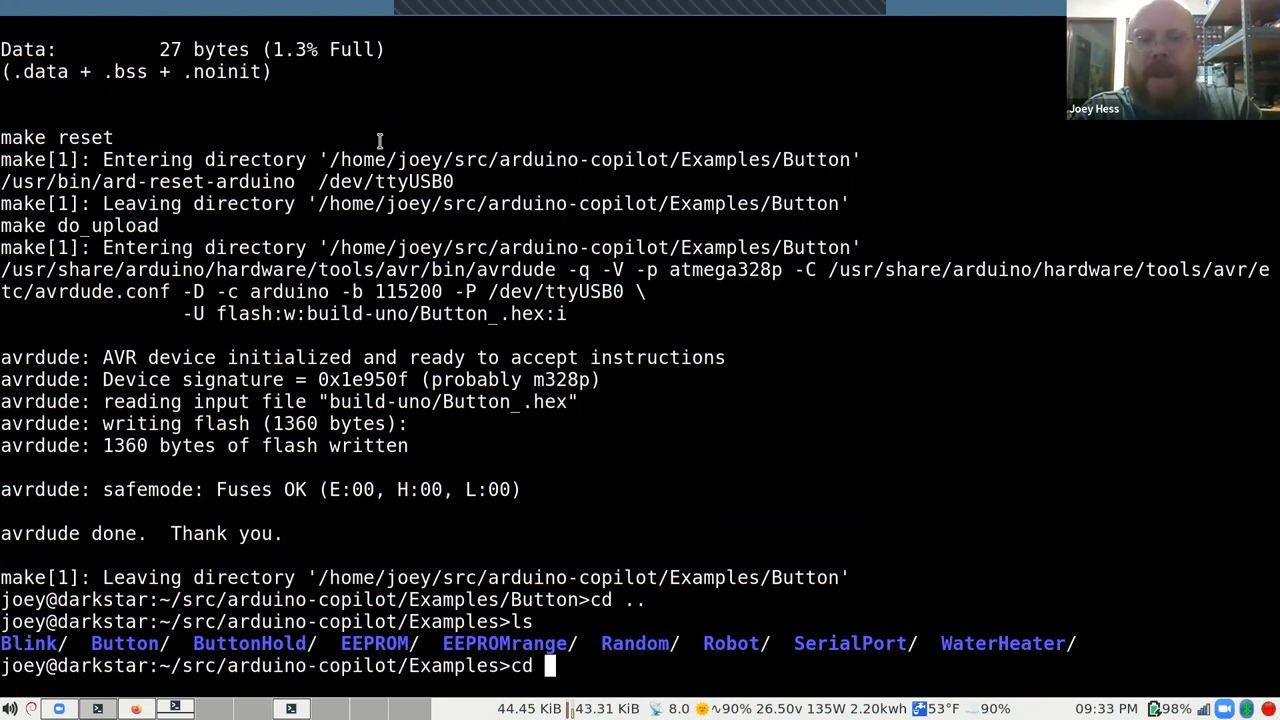 Data:          27 bytes (1.3% Full)
(.data + .bss + .noinit)
Joey Hess
make reset
make[1]: Entering directory '/home/joey/src/arduino-copilot/Examples/Button'
/usr/bin/ard-reset-arduino  /dev/ttyUSB0
make[1]: Leaving directory '/home/joey/src/arduino-copilot/Examples/Button'
make do_upload
make[1]: Entering directory '/home/joey/src/arduino-copilot/Examples/Button'
/usr/share/arduino/hardware/tools/avr/bin/avrdude -q -V -p atmega328p -C /usr/share/arduino/hardware/tools/avr/e
tc/avrdude.conf -D -c arduino -b 115200 -P /dev/ttyUSB0 \
                -U flash:w:build-uno/Button_.hex:i
avrdude: AVR device initialized and ready to accept instructions
avrdude: Device signature = 0x1e950f (probably m328p)
avrdude: reading input file "build-uno/Button_.hex"
avrdude: writing flash (1360 bytes):
avrdude: 1360 bytes of flash written
avrdude: safemode: Fuses OK (E:00, H:00, L:00)
avrdude done.  Thank you.
make[1]: Leaving directory '/home/joey/src/arduino-copilot/Examples/Button'
joey@darkstar:~/src/arduino-copilot/Examples/Button>cd ..
joey@darkstar:~/src/arduino-copilot/Examples>ls
Blink/  Button/  ButtonHold/  EEPROM/  EEPROMrange/  Random/  Robot/  SerialPort/  WaterHeater/
joey@darkstar:~/src/arduino-copilot/Examples>cd
44.45 KiB 43.31 KiB 8.0 90% 26.50v 135W 2.20kwh 53°F 90% 09:33 PM 98%